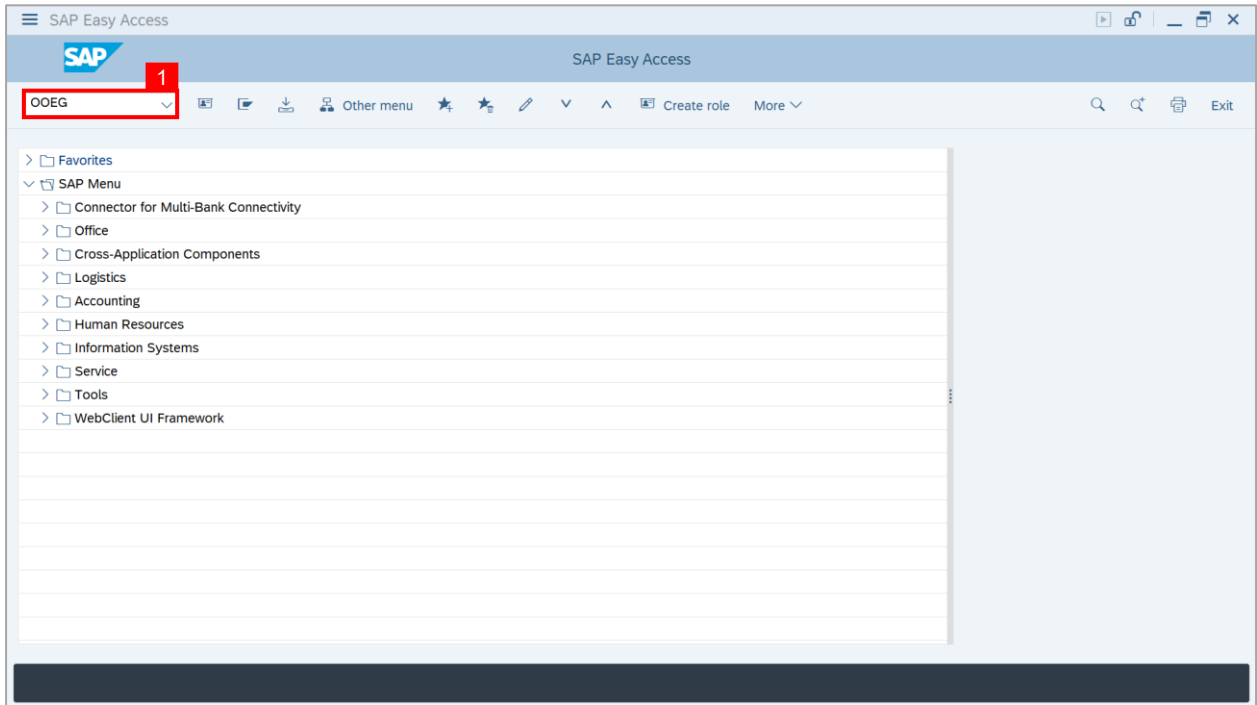 SAP Easy Access
SAP
SAP Easy Access
1
OOEG Other menu Create role More Exit
Favorites
SAP Menu
Connector for Multi-Bank Connectivity
Office
Cross-Application Components
Logistics
Accounting
Human Resources
Information Systems
Service
Tools
WebClient UI Framework